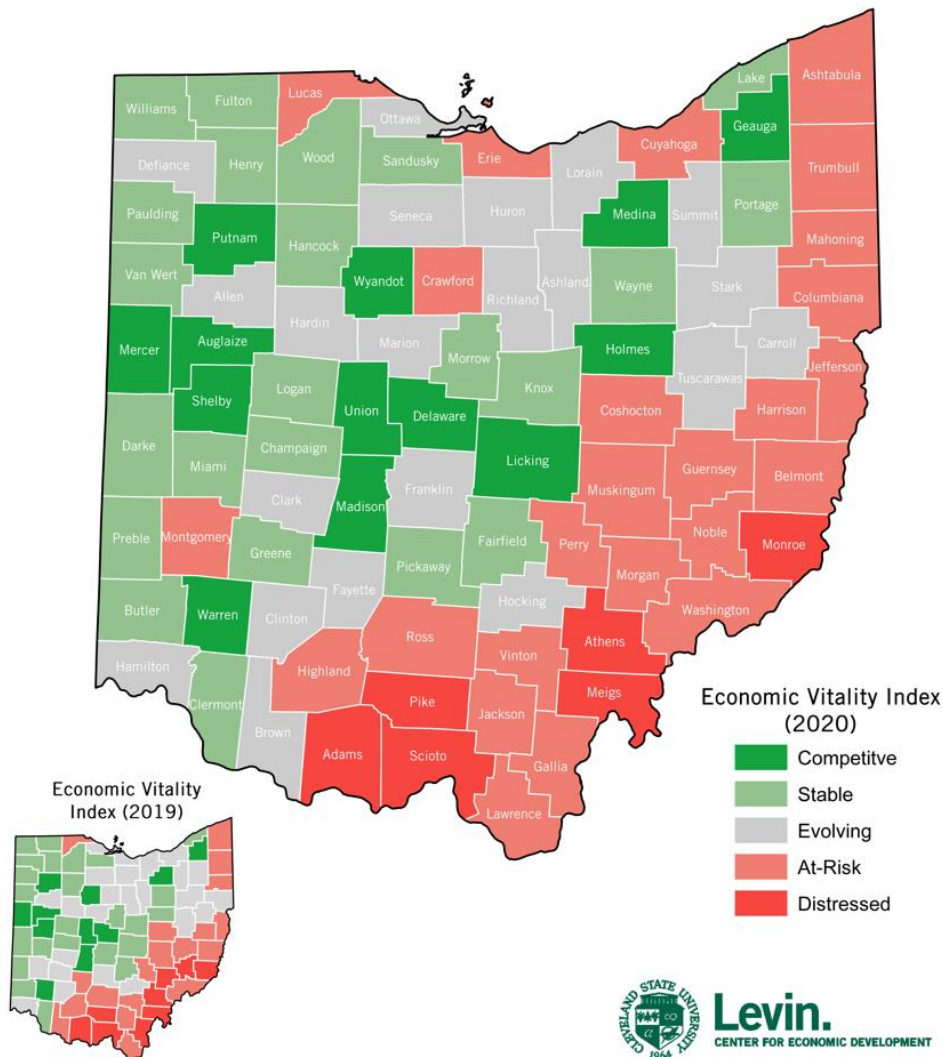 Ashtabula
Lake
Geauga
Lucas
Fulton
Williams
Ottawa
Cuyahoga
Trumbull
Defiance
Henry
Wood
Sandusky
Erie
Lorain
Portage
Summit
Medina
Paulding
Putnam
Hancock
Seneca
Huron
Mahoning
Van Wert
Allen
Wyandot
Crawford
Richland
Ashland
Wayne
Stark
Columbiana
Hardin
Marion
Mercer
Auglaize
Morrow
Holmes
Carroll
Tuscarawas
Jefferson
Logan
Knox
Shelby
Union
Delaware
Coshocton
Harrison
Darke
Champaign
Licking
Guernsey
Belmont
Miami
Clark
Madison
Franklin
Muskingum
Noble
Monroe
Preble
Montgomery
Greene
Fairfield
Perry
Pickaway
Morgan
Fayette
Hocking
Washington
Butler
Warren
Clinton
Ross
Athens
Hamilton
Highland
Vinton
Clermont
Pike
Meigs
Brown
Jackson
Adams
Scioto
Gallia
Lawrence
Economic Vitality Index
(2020)
Competitve
Stable
Evolving
At-Risk
Distressed
Economic Vitality
Index (2019)
CLEVELAND STATE UNIVERSITY
1964
Levin.
CENTER FOR ECONOMIC DEVELOPMENT